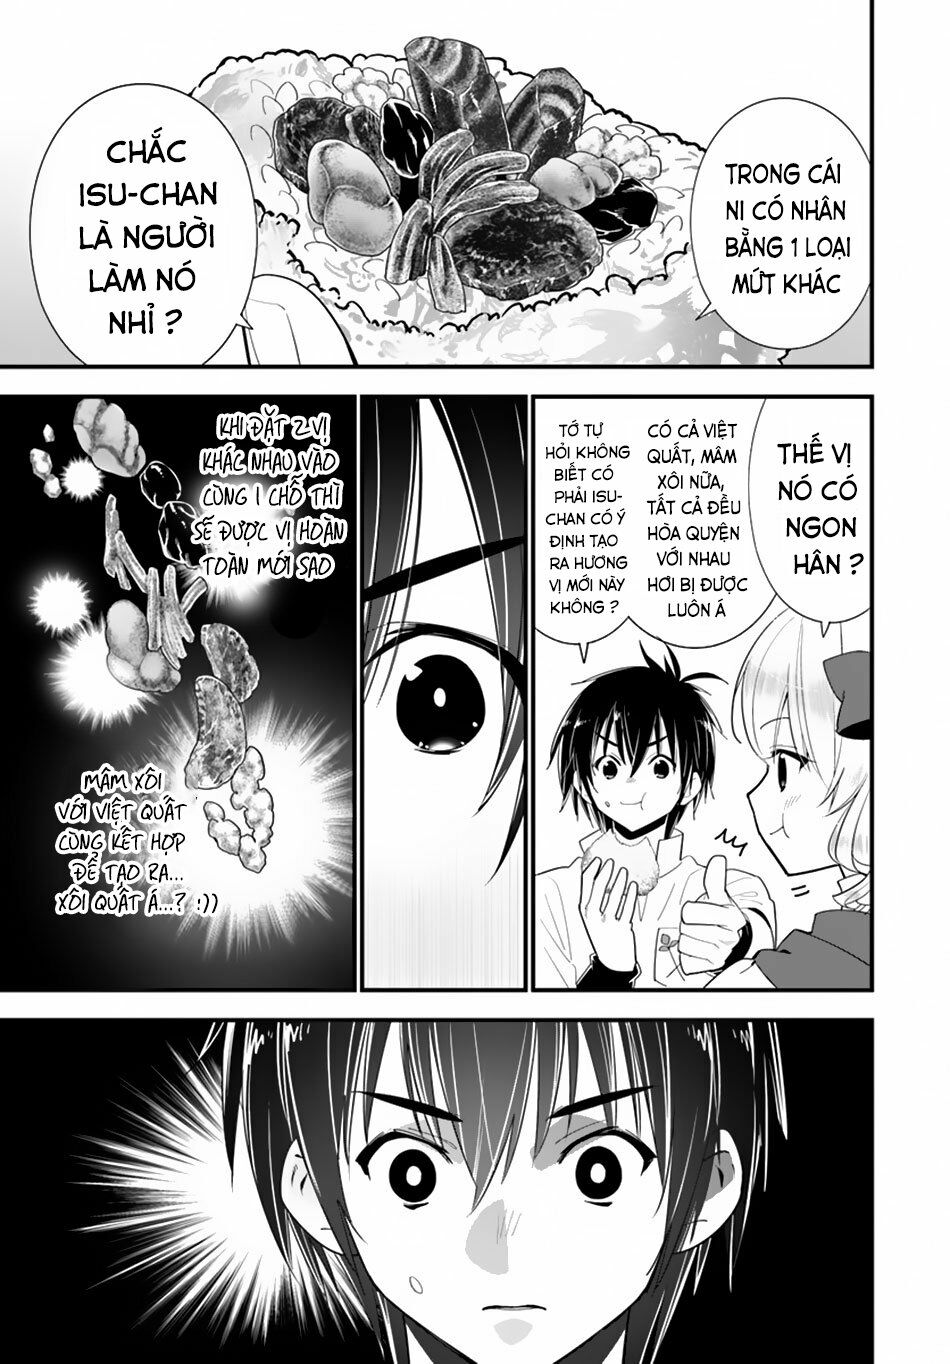 TRONG CÁI
NI CÓ NHÂN
BẰNG 1 LOẠI
MỨT KHÁC
CHẮC
ISU-CHAN
LÀ NGƯỜI
LÀM NÓ
NHỈ ?
THẾ VỊ
NÓ CÓ
NGON
HÂN ?
CÓ CẢ VIỆT
QUẤT, MÂM
XÔI NỮA,
TẤT CẢ ĐỀU
HÒA QUYỆN
VỚI NHAU
HƠI BỊ ĐƯỢC
LUÔN Á
TỚ TỰ
HỎI KHÔNG
BIẾT CÓ
PHẢI ISU-
CHAN CÓ Ý
ĐỊNH TẠO
RA HƯƠNG
VỊ MỚI NÀY
KHÔNG ?
KHI ĐẶT 2 VỊ
KHÁC NHAU VÀO
CÙNG 1 CHỖ THÌ
SẼ ĐƯỢC VỊ HOÀN
TOÀN MỚI SAO
MÂM XÔI
VỚI VIỆT QUẤT
CÙNG KẾT HỢP
ĐỂ TẠO RA...
XÔI QUẤT Á...? :))